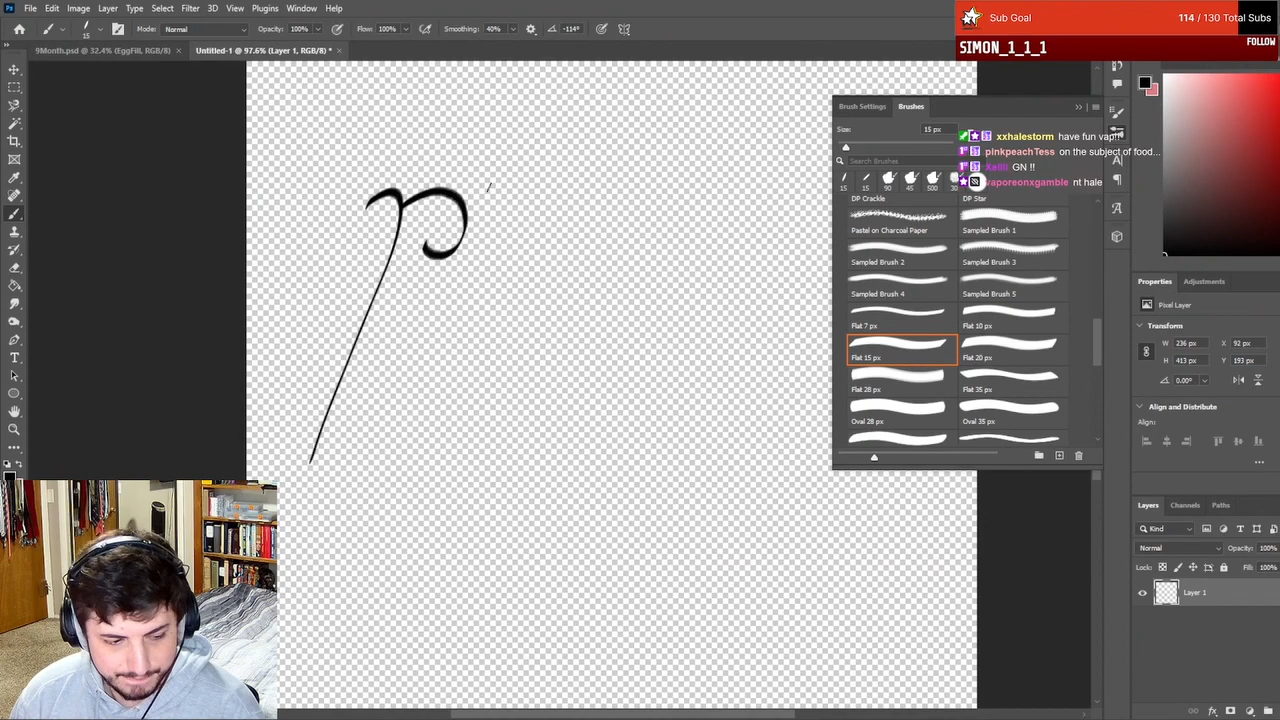 File Edit Image Layer Type Select Filter 3D View Plugins Window Help
15 Mode: Normal Opacity: 100% Flow: 100% Smoothing: 40% -114°
9Month.psd @ 32.4% (EggFill, RGB/8) × Untitled-1 @ 97.6% (Layer 1, RGB/8) * ×
Sub Goal 114 / 130 Total Subs
SIMON_1_1_1 FOLLOW
p
Brush Settings Brushes
Size: 15 px
Search Brushes
15 15 90 45 500 30
xxhalestorm have fun vap!!
pInkpeachTess on the subject of food...
GN !!
vaporeonxgamble nt hale
DP Crackle DP Star
Pastel on Charcoal Paper Sampled Brush 1
Sampled Brush 2 Sampled Brush 3
Sampled Brush 4 Sampled Brush 5
Flat 7 px Flat 10 px
Flat 15 px Flat 20 px
Flat 28 px Flat 35 px
Oval 28 px Oval 35 px
Properties Adjustments
Pixel Layer
Transform
W 236 px X 92 px
H 413 px Y 193 px
0.00°
Align and Distribute
Align:
Layers Channels Paths
Kind
Normal Opacity: 100%
Lock: Fill: 100%
Layer 1